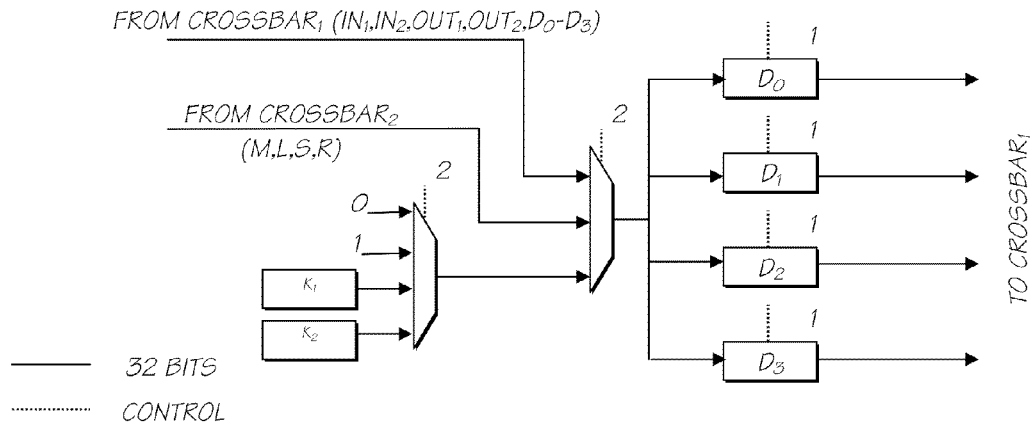 FROM CROSSBAR₁ (IN₁,IN₂,OUT₁,OUT₂,D₀-D₃)
1
D₀
FROM CROSSBAR₂
(M,L,S,R)
2
1
D₁
2
0
1
K₁
K₂
1
D₂
1
D₃
TO CROSSBAR₁
32 BITS
CONTROL